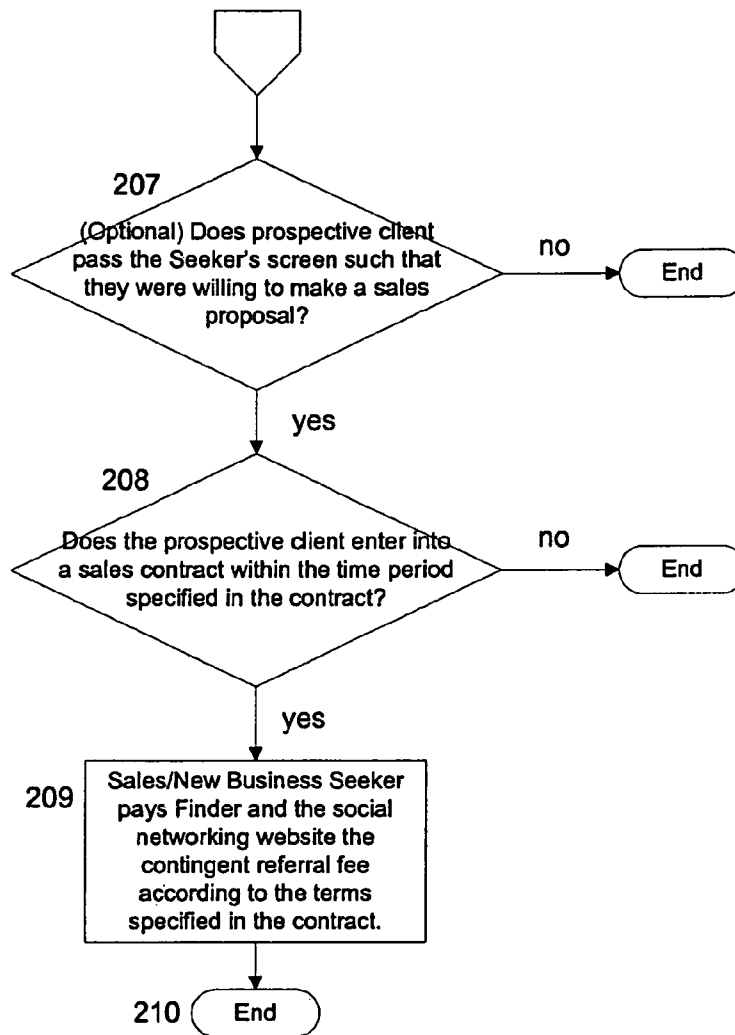 207
(Optional) Does prospective client
pass the Seeker's screen such that
they were willing to make a sales
proposal?
no
End
yes
208
Does the prospective client enter into
a sales contract within the time period
specified in the contract?
no
End
yes
209
Sales/New Business Seeker
pays Finder and the social
networking website the
contingent referral fee
according to the terms
specified in the contract.
210
End